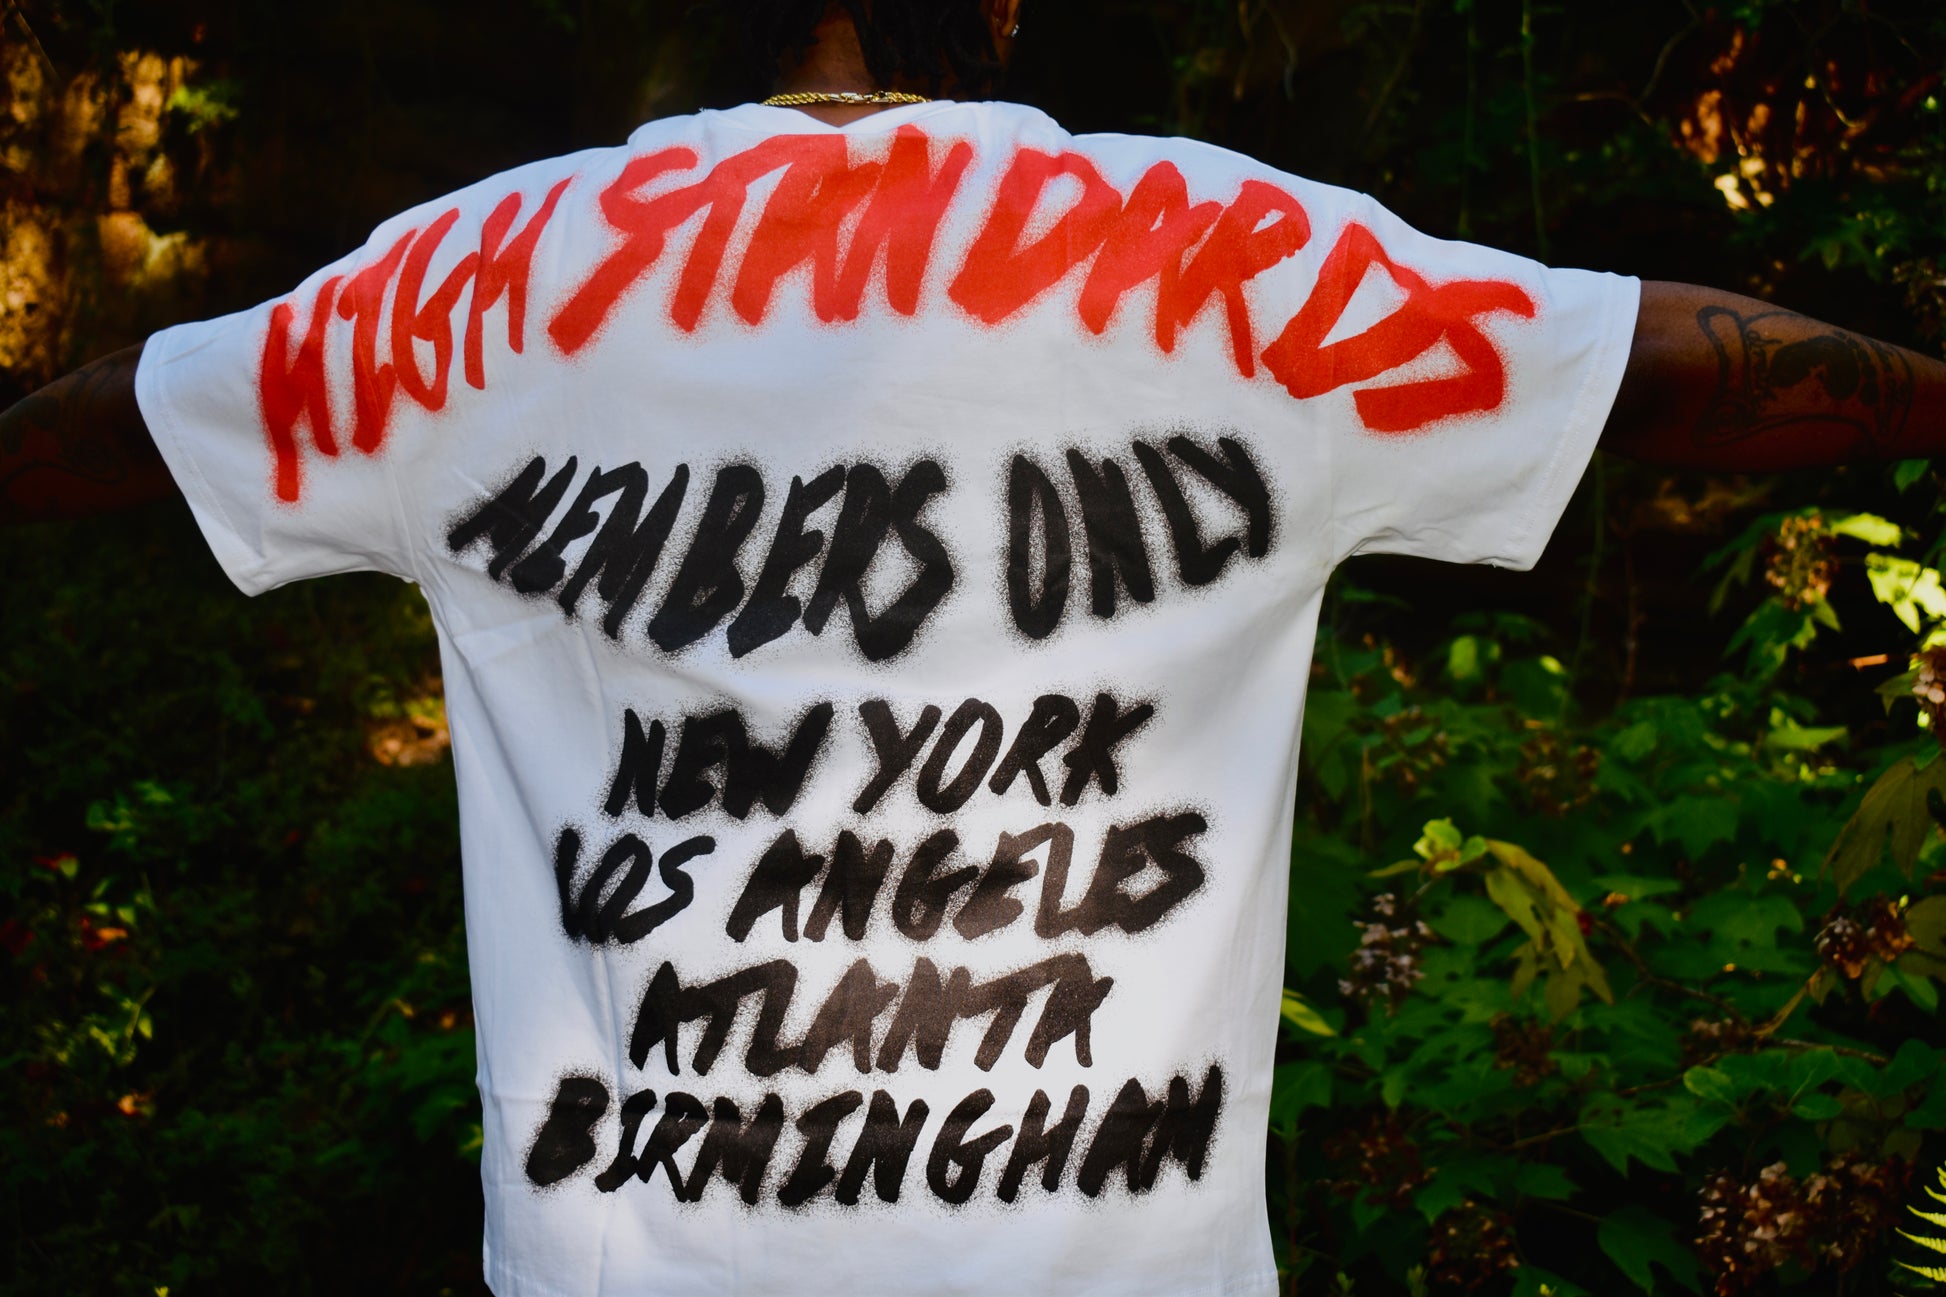 HIGH STANDARDS
MEMBERS ONLY
NEW YORK
LOS ANGELES
ATLANTA
BIRMINGHAM